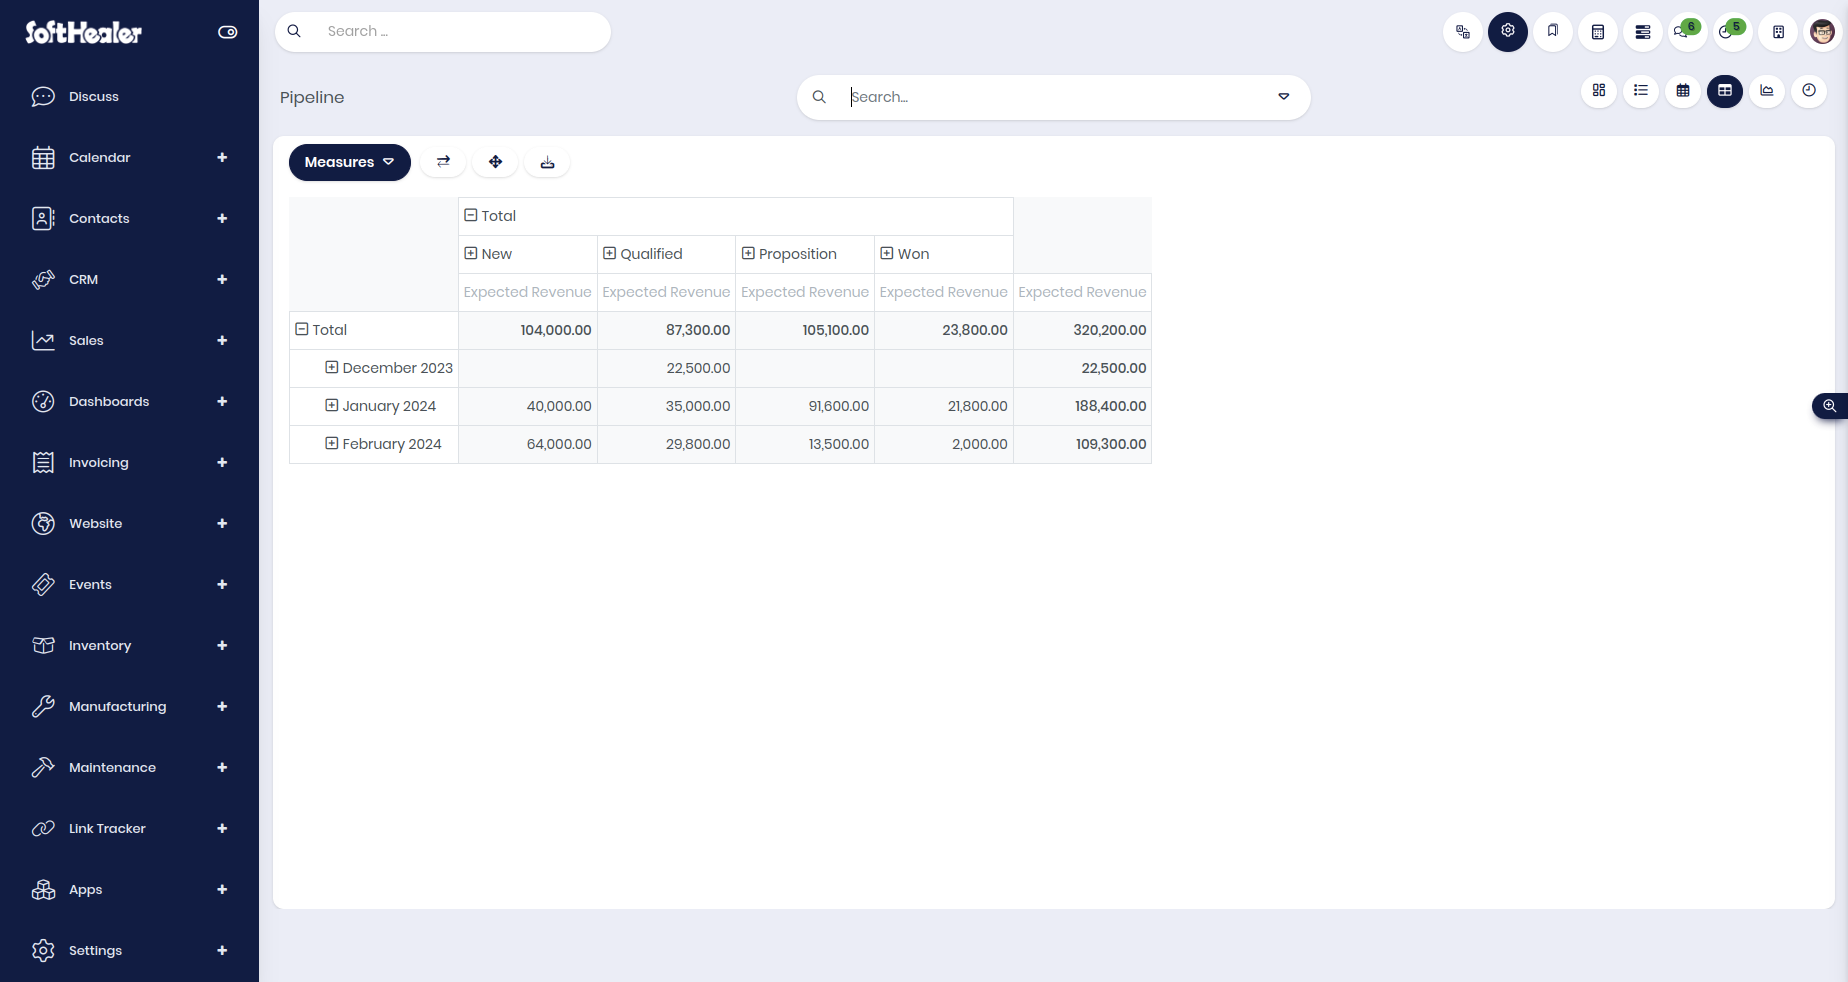 SoftHealer
Search ...
6
5
Pipeline
Search...
Discuss
Calendar
Contacts
CRM
Sales
Dashboards
Invoicing
Website
Events
Inventory
Manufacturing
Maintenance
Link Tracker
Apps
Settings
Measures
Total
New Qualified Proposition Won
Expected Revenue Expected Revenue Expected Revenue Expected Revenue Expected Revenue
Total 104,000.00 87,300.00 105,100.00 23,800.00 320,200.00
December 2023 22,500.00 22,500.00
January 2024 40,000.00 35,000.00 91,600.00 21,800.00 188,400.00
February 2024 64,000.00 29,800.00 13,500.00 2,000.00 109,300.00